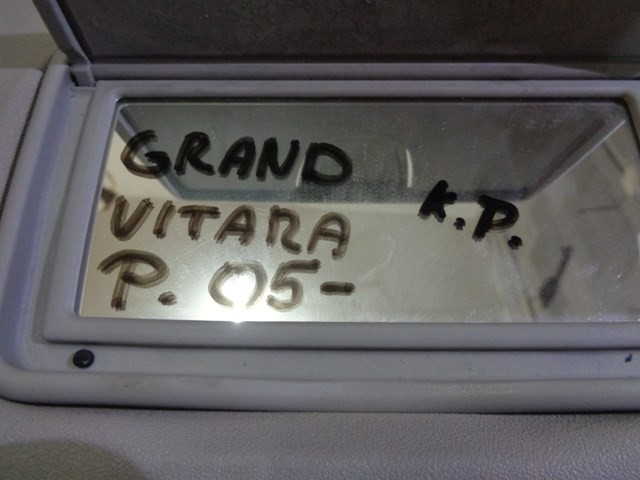 GRAND
VITARA
P. 05-
K.P.